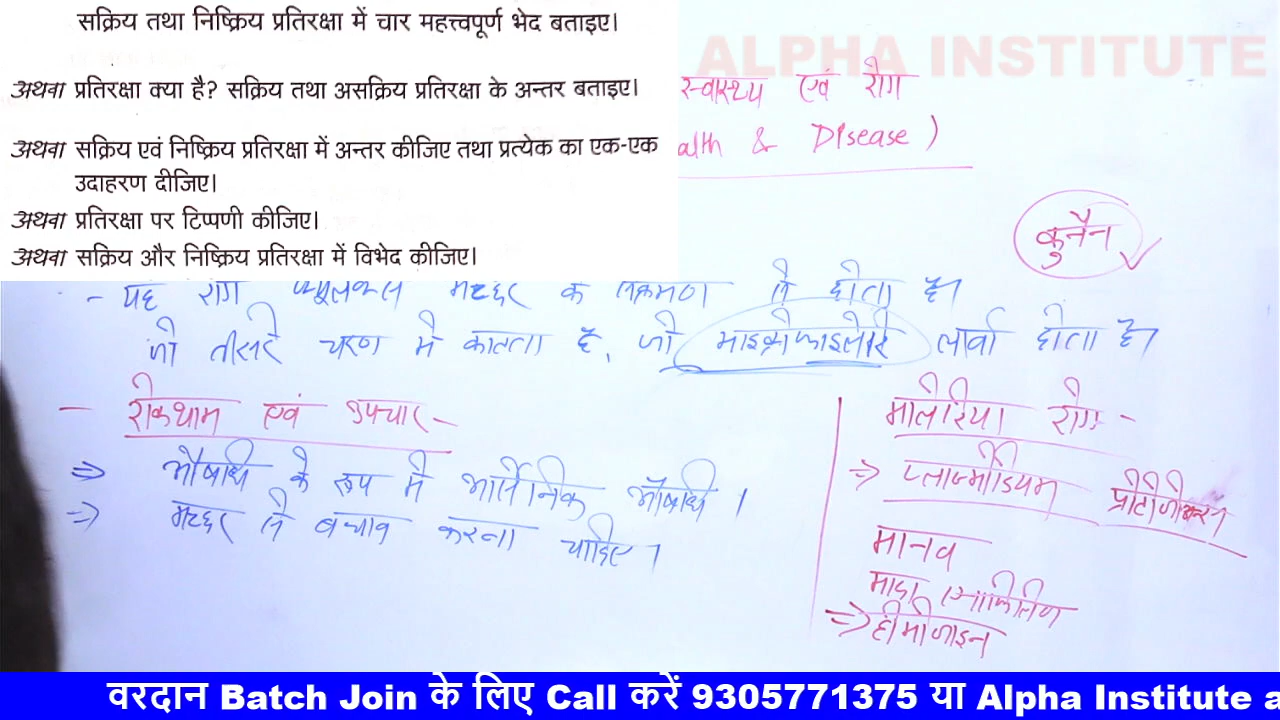 सक्रिय तथा निष्क्रिय प्रतिरक्षा में चार महत्त्वपूर्ण भेद बताइए।
ALPHA INSTITUTE
अथवा प्रतिरक्षा क्या है? सक्रिय तथा असक्रिय प्रतिरक्षा के अन्तर बताइए।
स्वास्थ्य एवं रोग
अथवा सक्रिय एवं निष्क्रिय प्रतिरक्षा में अन्तर कीजिए तथा प्रत्येक का एक-एक
उदाहरण दीजिए।
alth & Disease )
अथवा प्रतिरक्षा पर टिप्पणी कीजिए।
अथवा सक्रिय और निष्क्रिय प्रतिरक्षा में विभेद कीजिए।
कुनैन
- यह रोग मच्छर के से होता है।
जो तीसरे चरण में काटता है, जो माइक्रोफाइलेरि लार्वा होता है।
- रोकथाम एवं उपचार -
⇒ औषधि के रूप में आर्सेनिक औषधि ।
⇒ मच्छर से बचाव करना चाहिए ।
मलेरिया रोग -
⇒ प्लाज्मोडियम प्रोटोजोआ
मानव
मादा
⇒ हीमोजोइन
वरदान Batch Join के लिए Call करें 9305771375 या Alpha Institute a